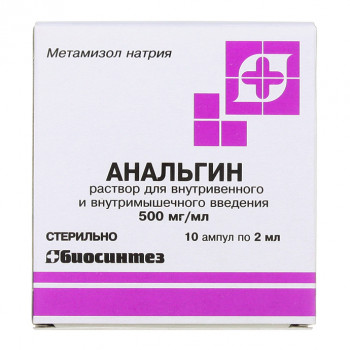 Метамизол натрия
АНАЛЬГИН
раствор для внутривенного
и внутримышечного введения
500 мг/мл
СТЕРИЛЬНО
10 ампул по 2 мл
биосинтез